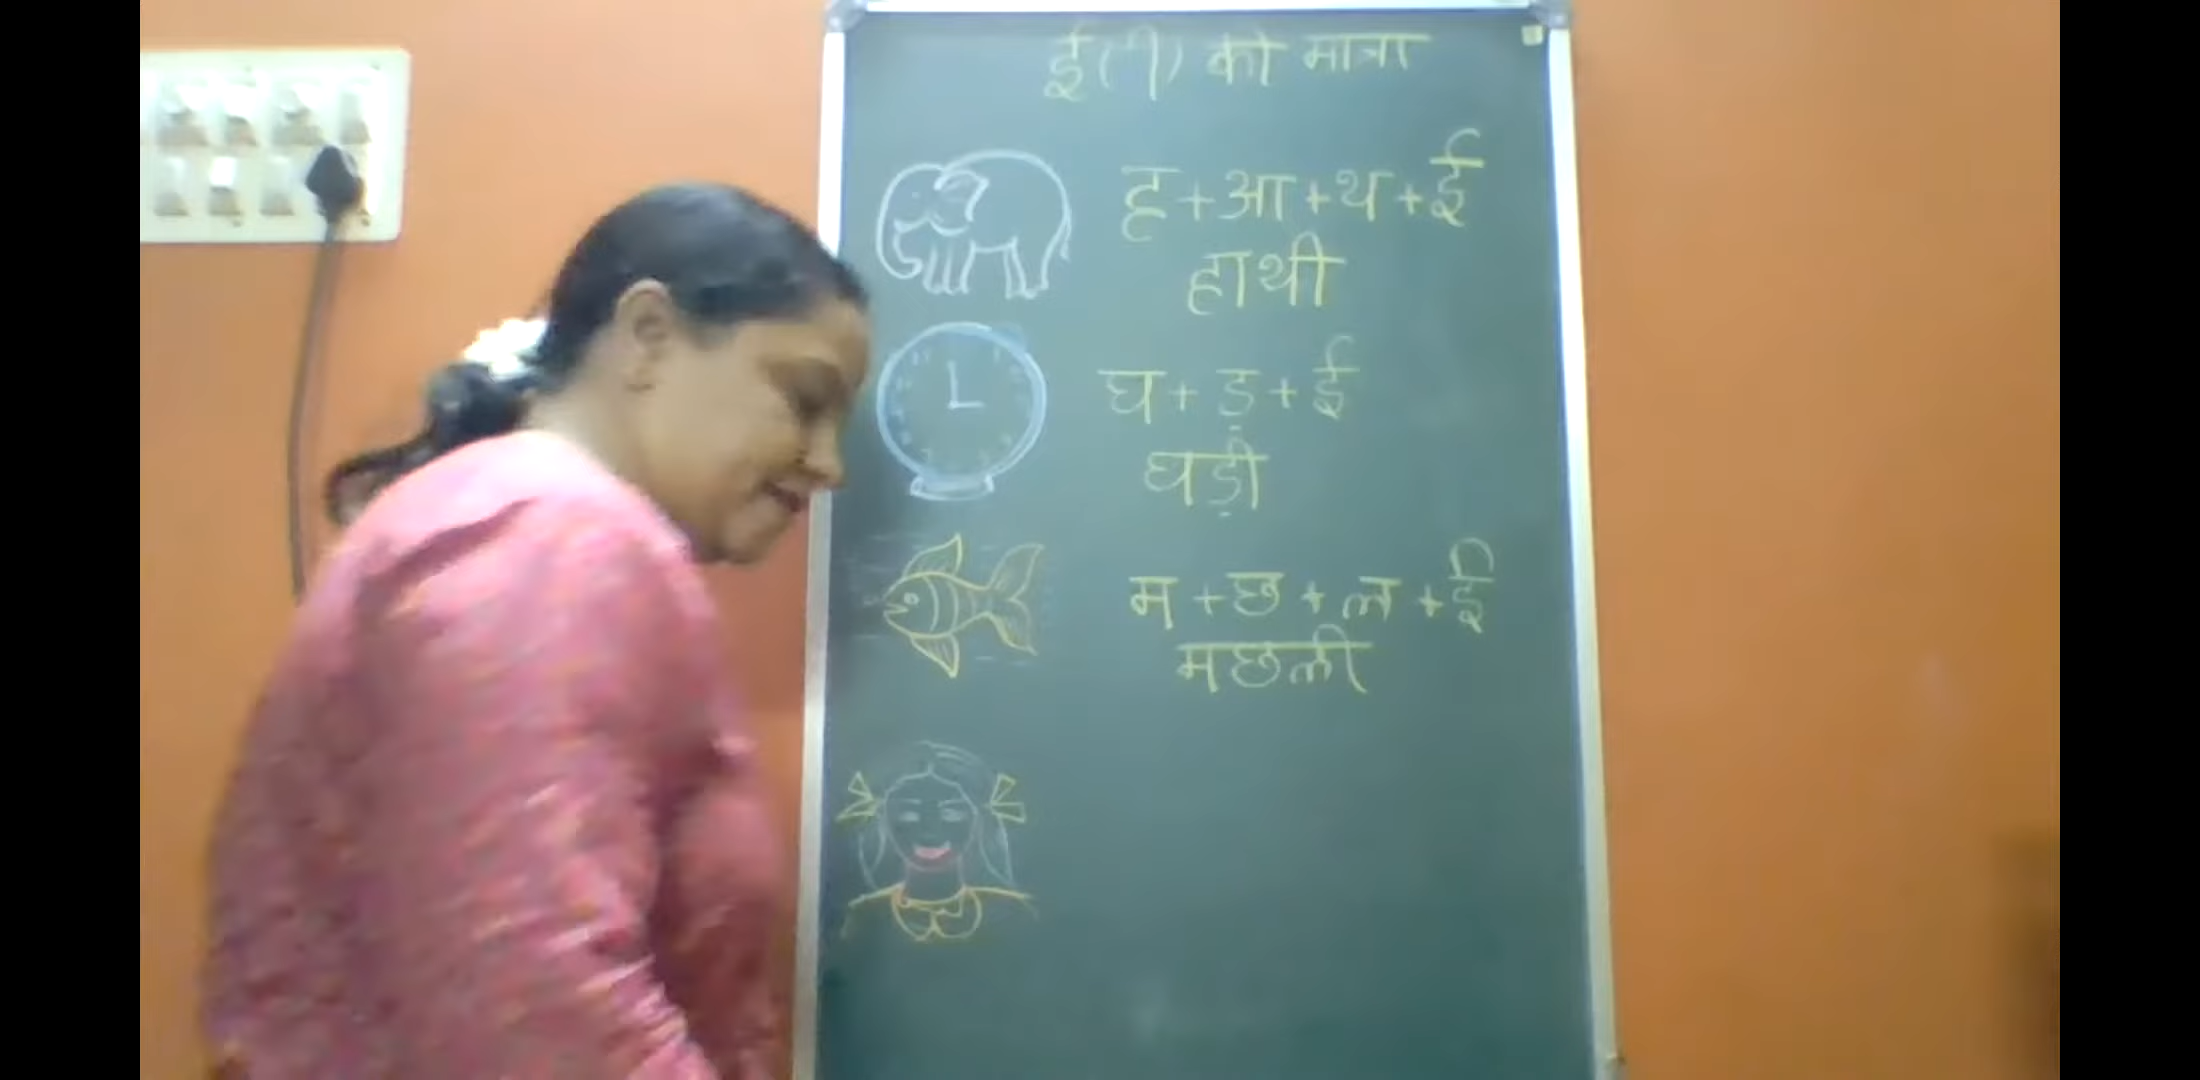 ई (ी) की मात्रा
ह+आ+थ+ई
हाथी
घ+ड़+ई
घड़ी
म+छ+ल+ई
मछली